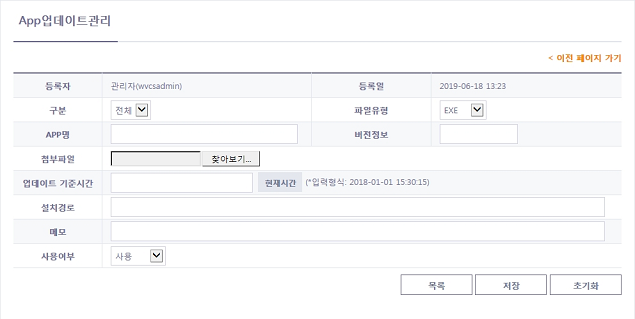 App업데이트관리
< 이전 페이지 가기
등록자 관리자(wvcsadmin) 등록일 2019-06-18 13:23
구분 전체 파일유형 EXE
APP명 버전정보
첨부파일 찾아보기...
업데이트 기준시간 현재시간 (*입력형식: 2018-01-01 15:30:15)
설치경로
메모
사용여부 사용
목록 저장 초기화